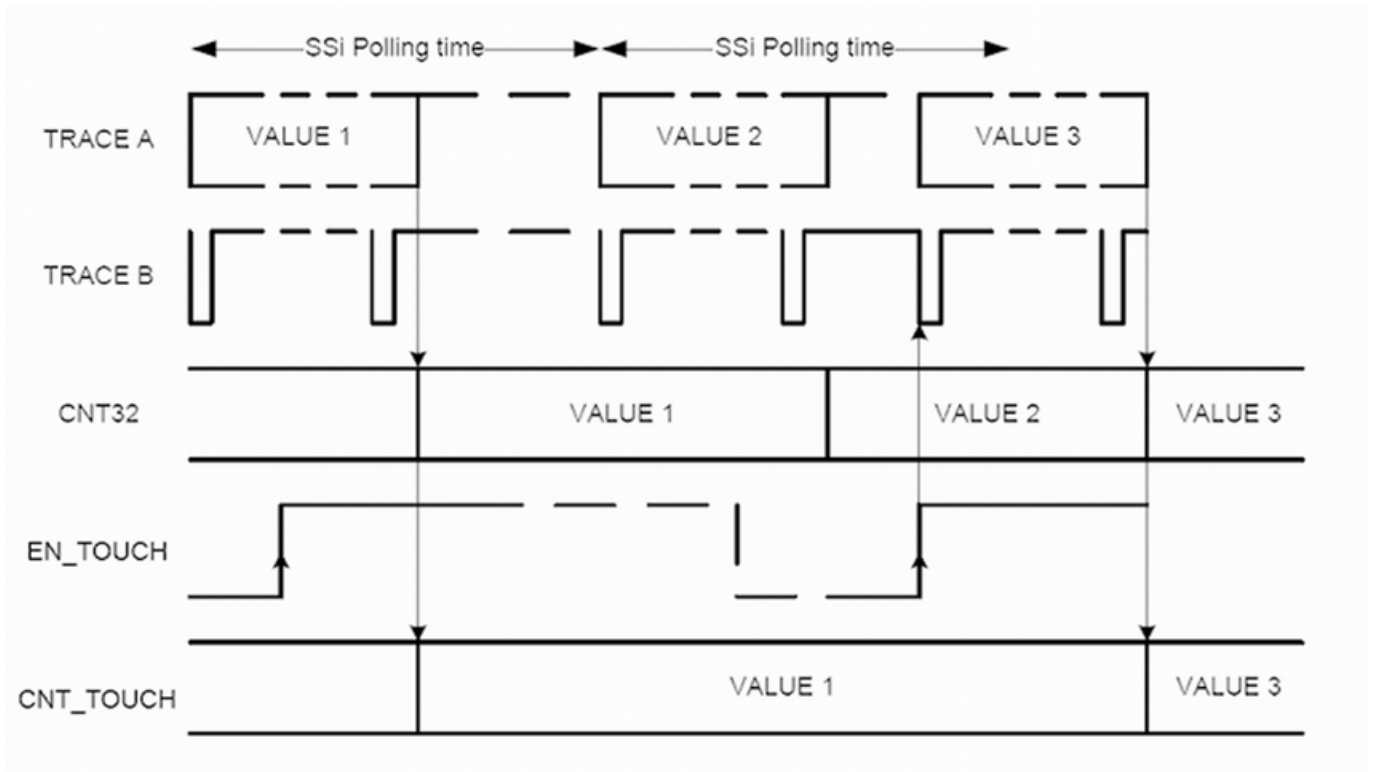 SSi Polling time SSi Polling time
TRACE A VALUE 1 VALUE 2 VALUE 3
TRACE B
CNT32 VALUE 1 VALUE 2 VALUE 3
EN_TOUCH
CNT_TOUCH VALUE 1 VALUE 3